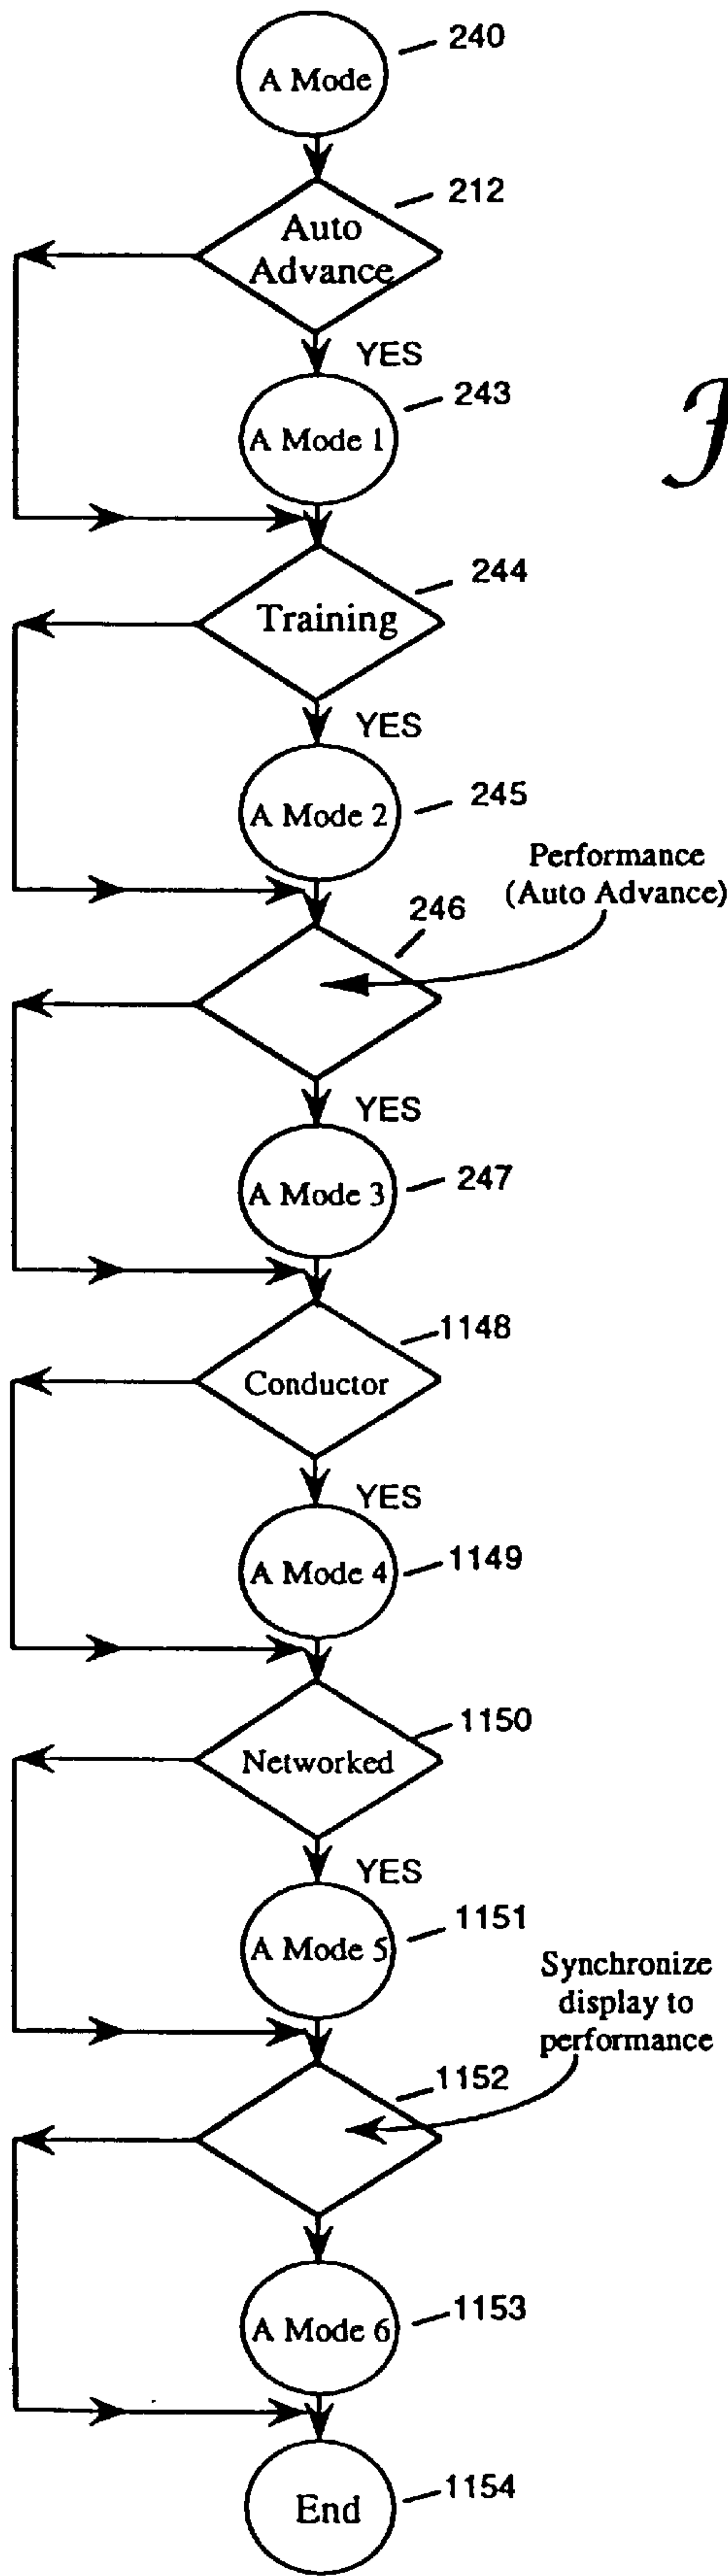 A Mode
240
212
Auto
Advance
YES
243
A Mode 1
244
Training
YES
245
A Mode 2
Performance
(Auto Advance)
246
YES
247
A Mode 3
1148
Conductor
YES
1149
A Mode 4
1150
Networked
YES
1151
A Mode 5
Synchronize
display to
performance
1152
1153
A Mode 6
1154
End